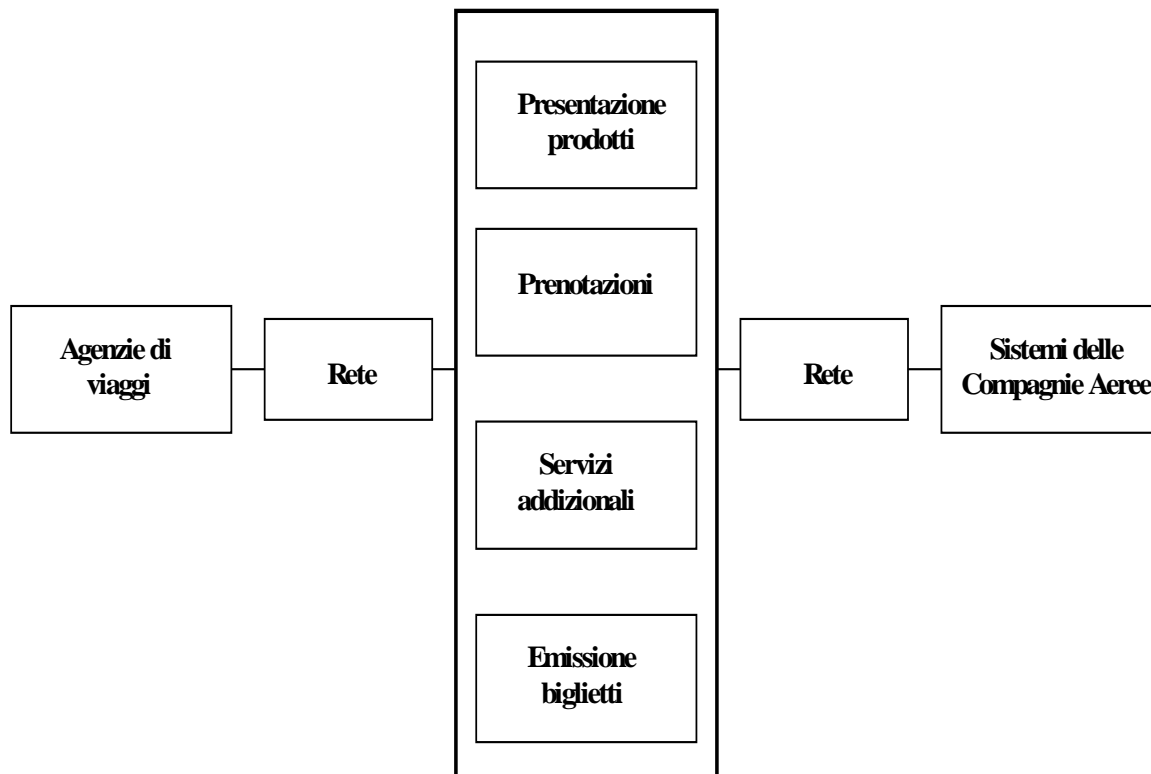 Presentazione
prodotti
Prenotazioni
Agenzie di
viaggi
Rete
Rete
Sistemi delle
Compagnie Aeree
Servizi
addizionali
Emissione
biglietti